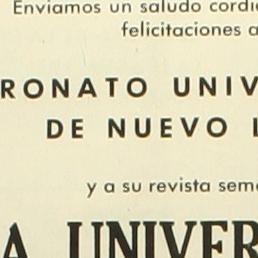 Enviamos un saludo cordi
felicitaciones a
RONATO UNIV
DE NUEVO L
y a su revista sem
A UNIVER